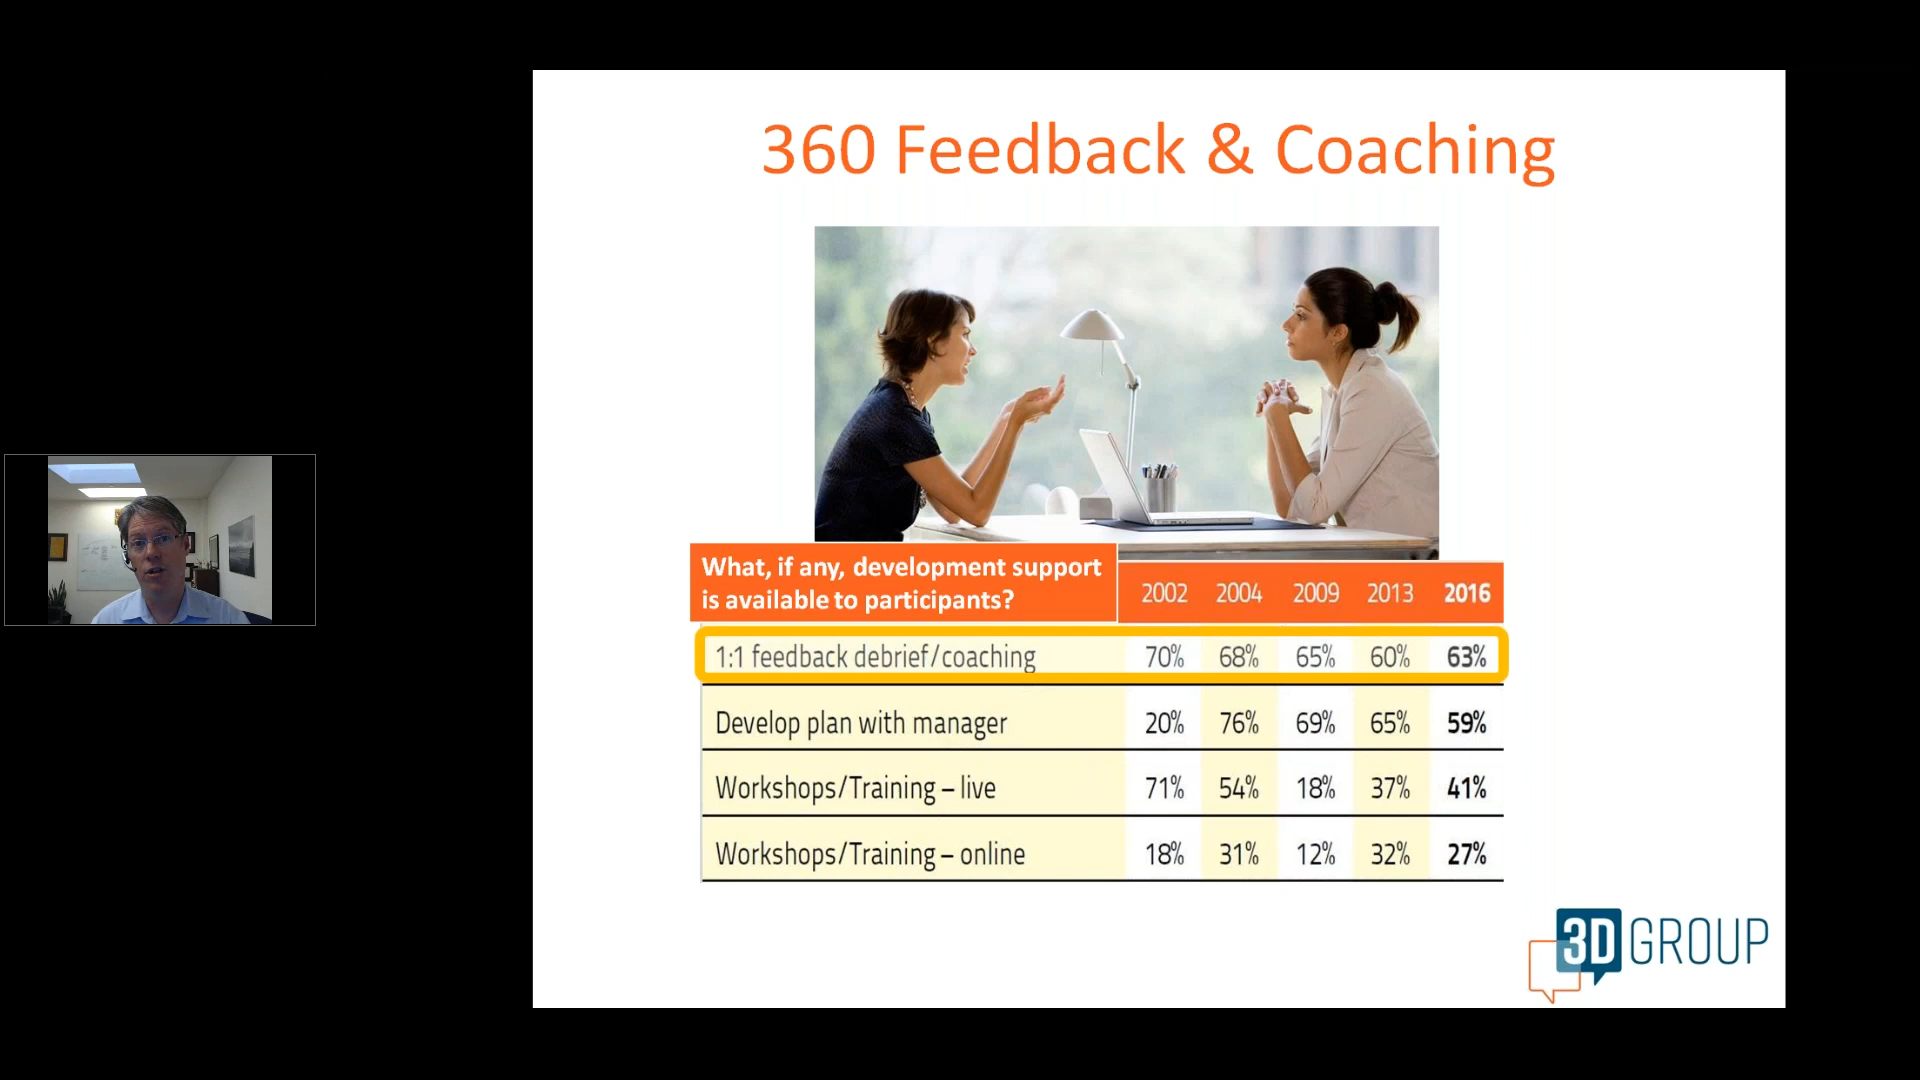 360 Feedback & Coaching
What, if any, development support
is available to participants?
2002 2004 2009 2013 2016
1:1 feedback debrief/coaching 70% 68% 65% 60% 63%
Develop plan with manager 20% 76% 69% 65% 59%
Workshops/Training – live 71% 54% 18% 37% 41%
Workshops/Training – online 18% 31% 12% 32% 27%
3D GROUP